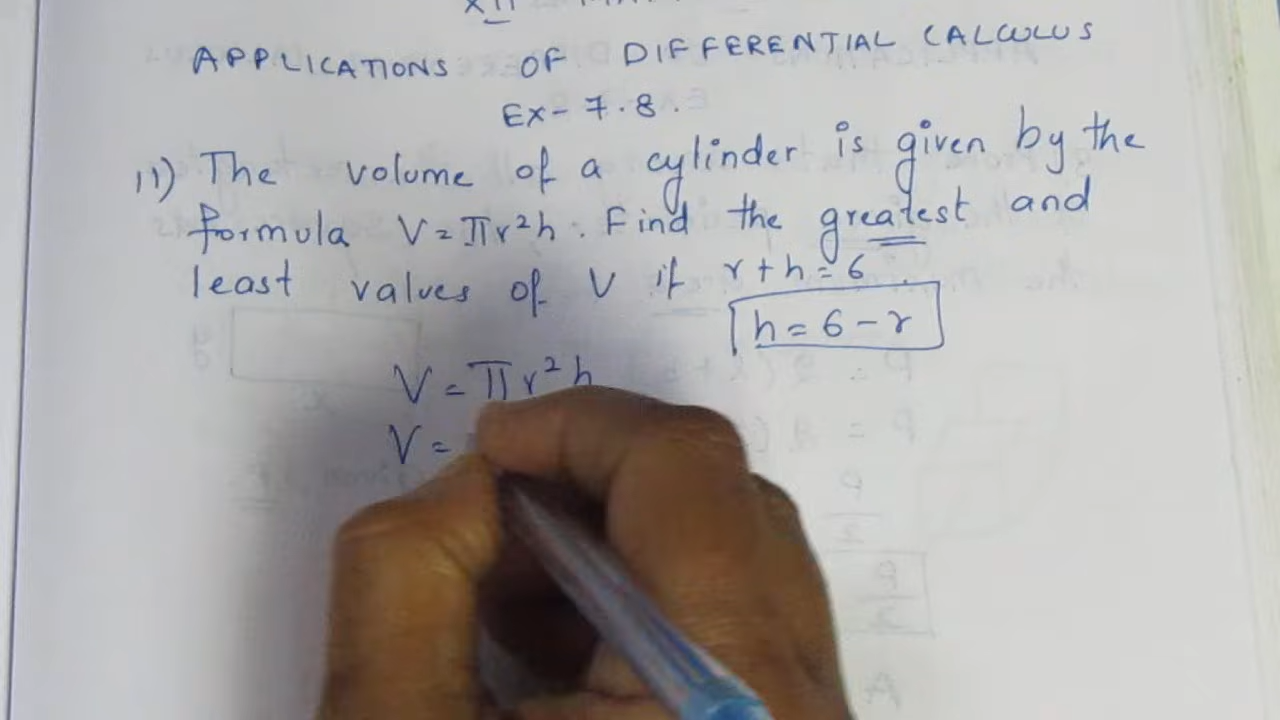 XII
APPLICATIONS OF DIFFERENTIAL CALCULUS
EX- 7.8.
11) The volume of a cylinder is given by the
formula V = πr²h. Find the greatest and
least values of V if r + h = 6
h = 6 - r
V = πr²h
V =